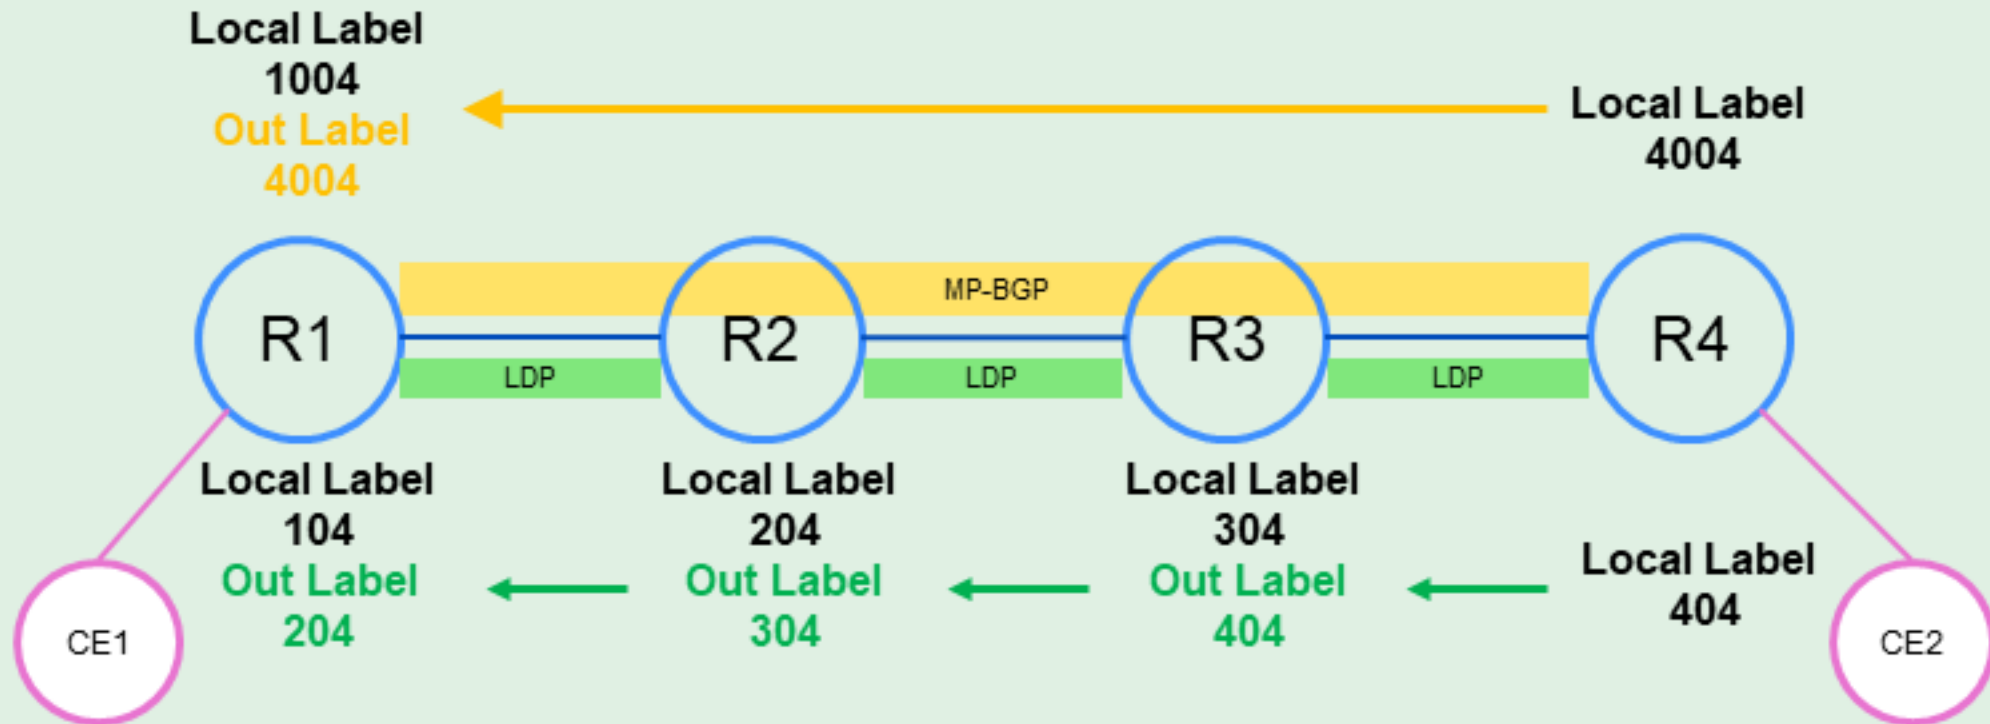 Local Label
1004
Out Label
4004
Local Label
4004
MP-BGP
R1
R2
R3
R4
LDP
LDP
LDP
Local Label
104
Out Label
204
Local Label
204
Out Label
304
Local Label
304
Out Label
404
Local Label
404
CE1
CE2